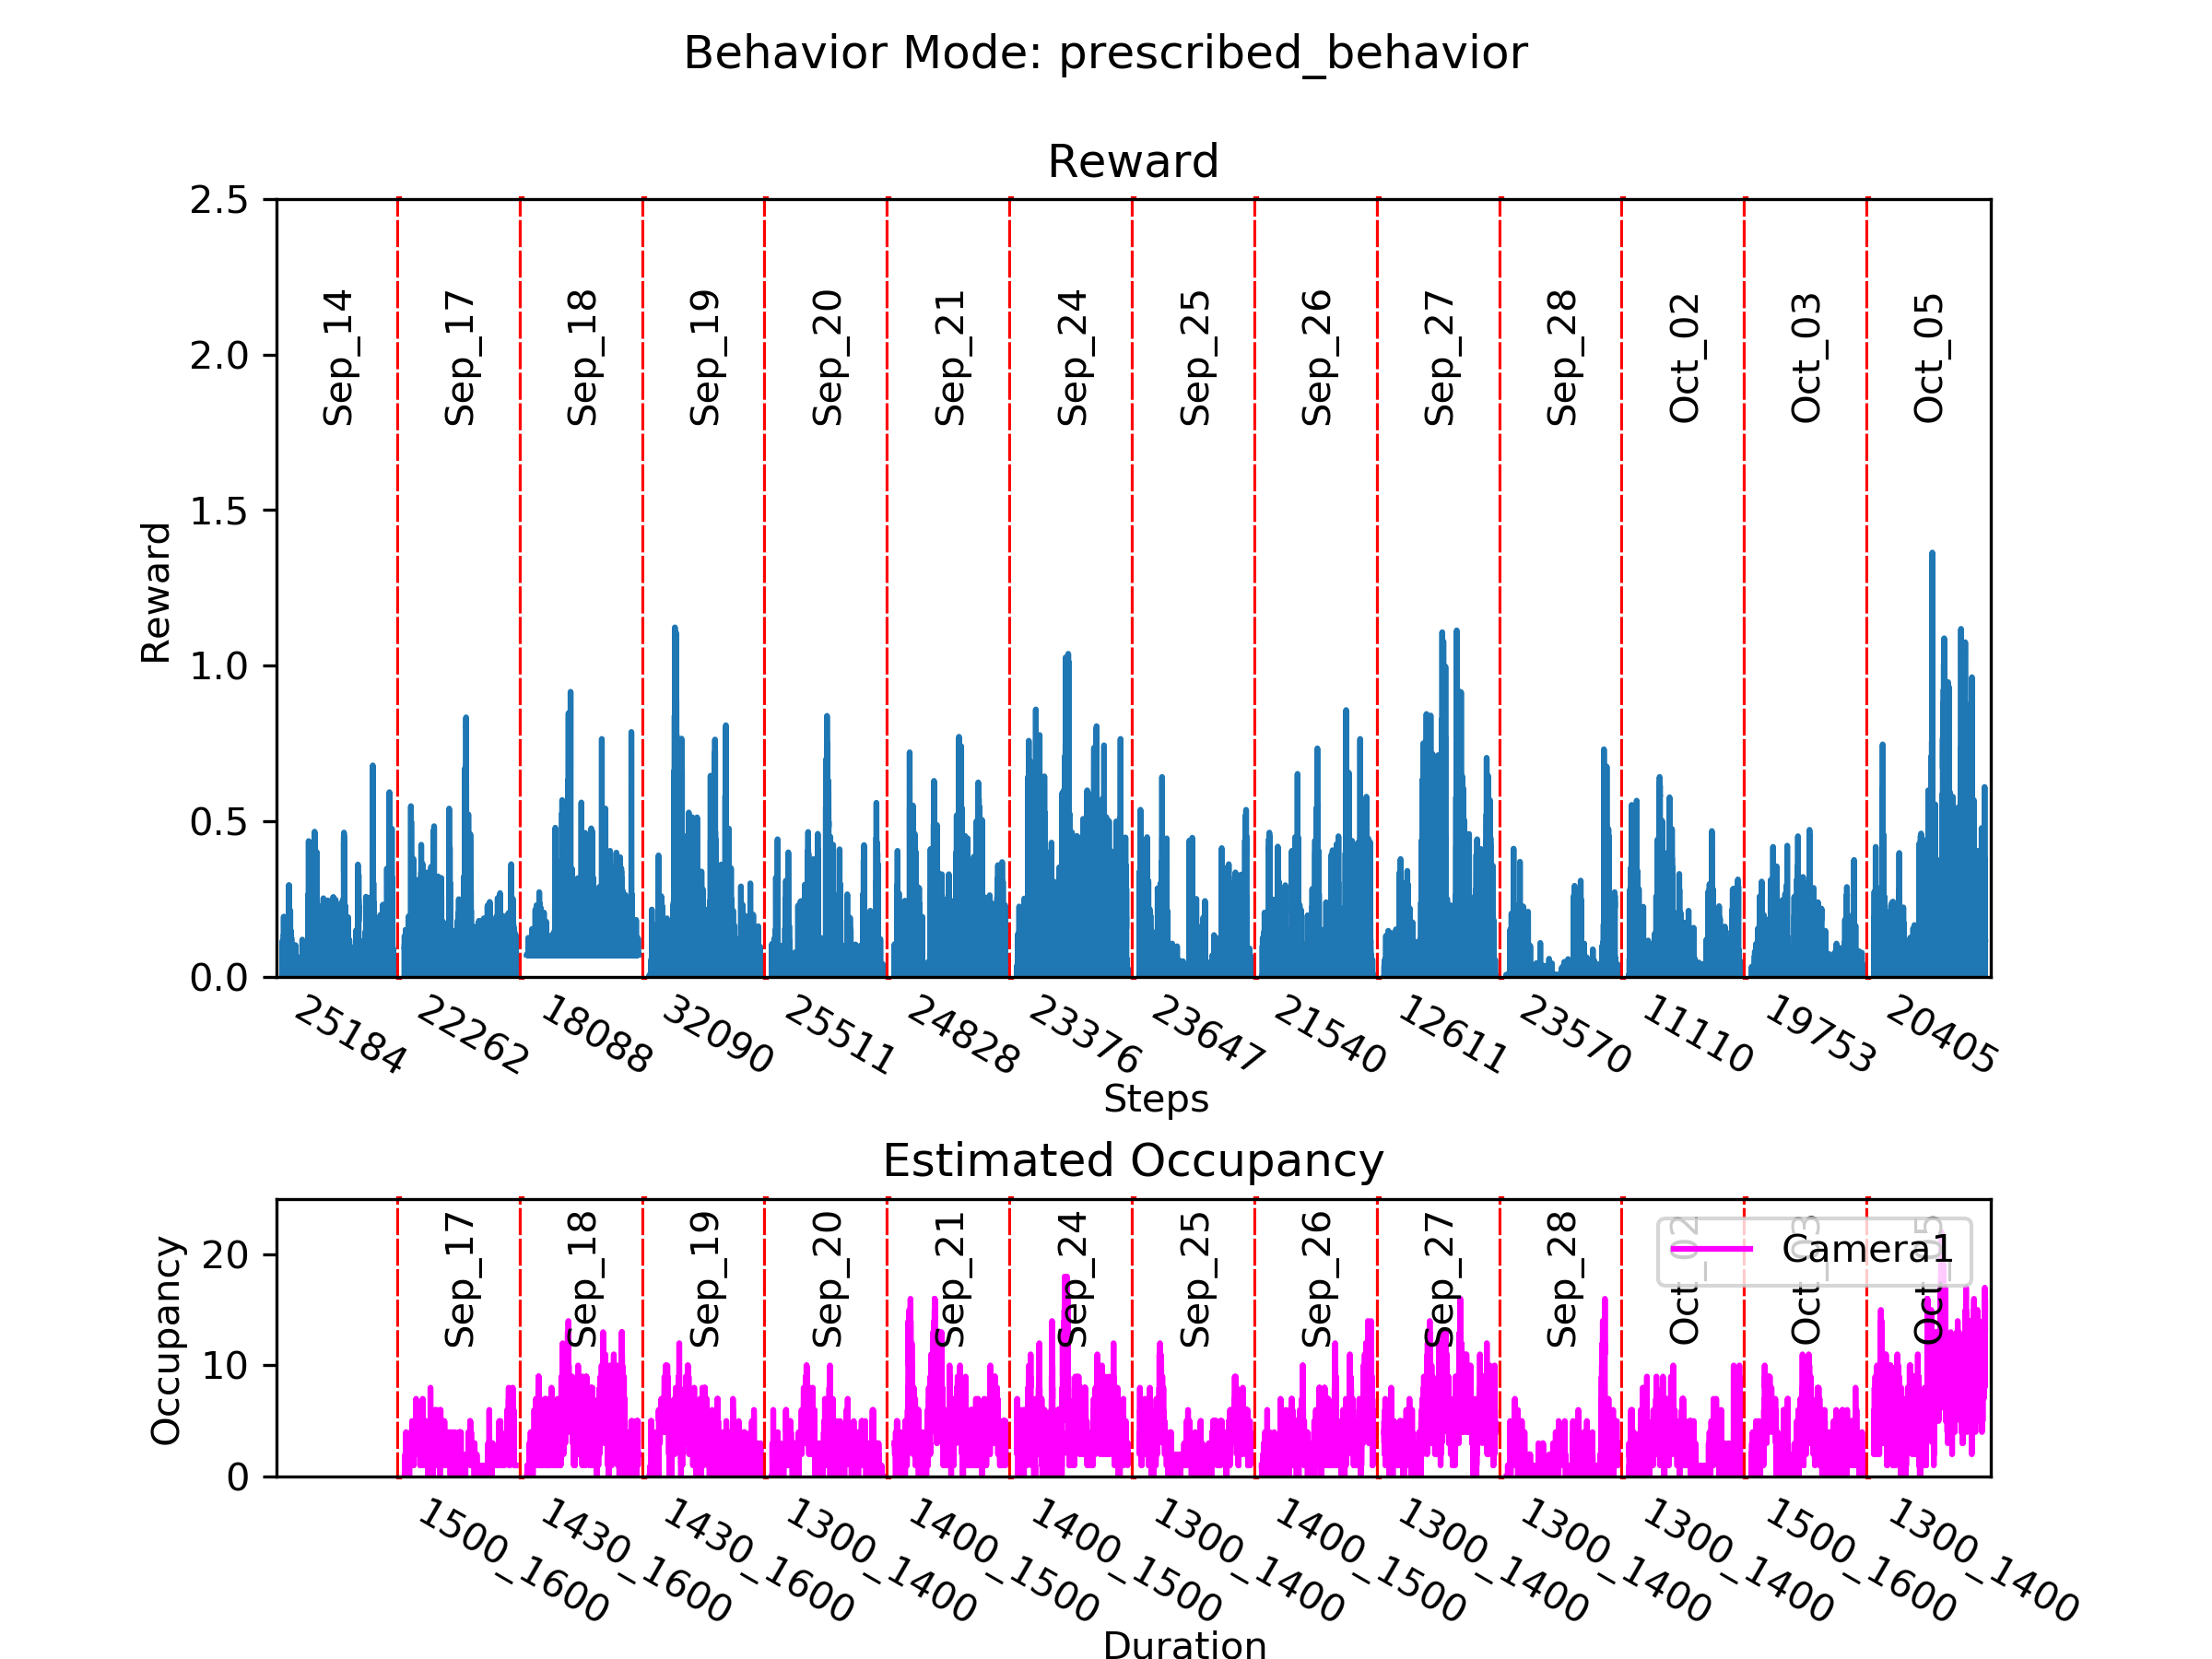 Behavior Mode: prescribed_behavior
Reward
2.5
2.0
1.5
1.0
0.5
0.0
Reward
Sep_14
Sep_17
Sep_18
Sep_19
Sep_20
Sep_21
Sep_24
Sep_25
Sep_26
Sep_27
Sep_28
Oct_02
Oct_03
Oct_05
25184
22262
18088
32090
25511
24828
23376
23647
21540
12611
23570
11110
19753
20405
Steps
Estimated Occupancy
20
10
0
Occupancy
Sep_17
Sep_18
Sep_19
Sep_20
Sep_21
Sep_24
Sep_25
Sep_26
Sep_27
Sep_28
Oct_02
Oct_03
Oct_05
Camera1
1500_1600
1430_1600
1430_1600
1300_1400
1400_1500
1400_1500
1300_1400
1400_1500
1300_1400
1300_1400
1300_1400
1500_1600
1300_1400
Duration